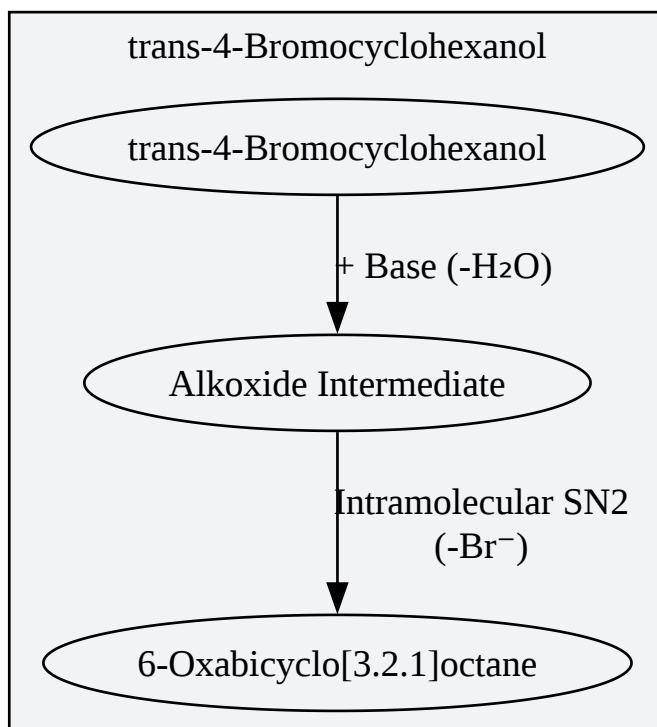 trans-4-Bromocyclohexanol
trans-4-Bromocyclohexanol
+ Base (-H₂O)
Alkoxide Intermediate
Intramolecular SN2
(-Br⁻)
6-Oxabicyclo[3.2.1]octane